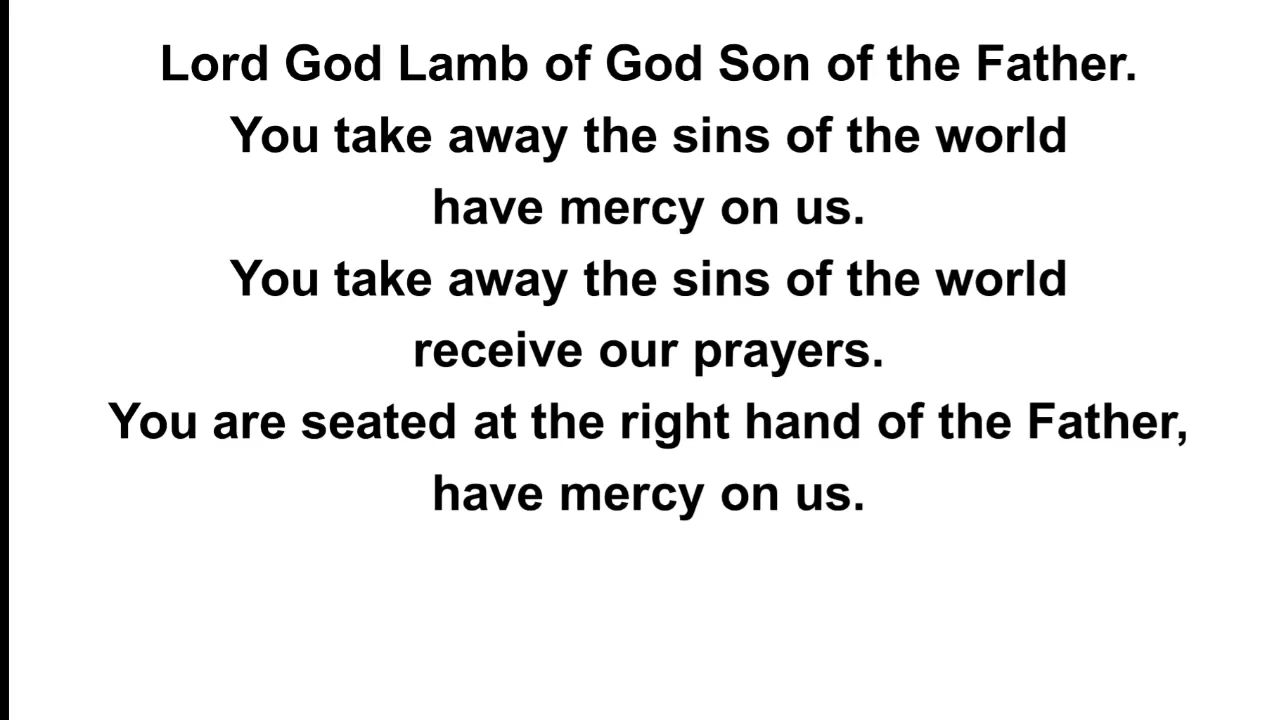 Lord God Lamb of God Son of the Father.
You take away the sins of the world
have mercy on us.
You take away the sins of the world
receive our prayers.
You are seated at the right hand of the Father,
have mercy on us.